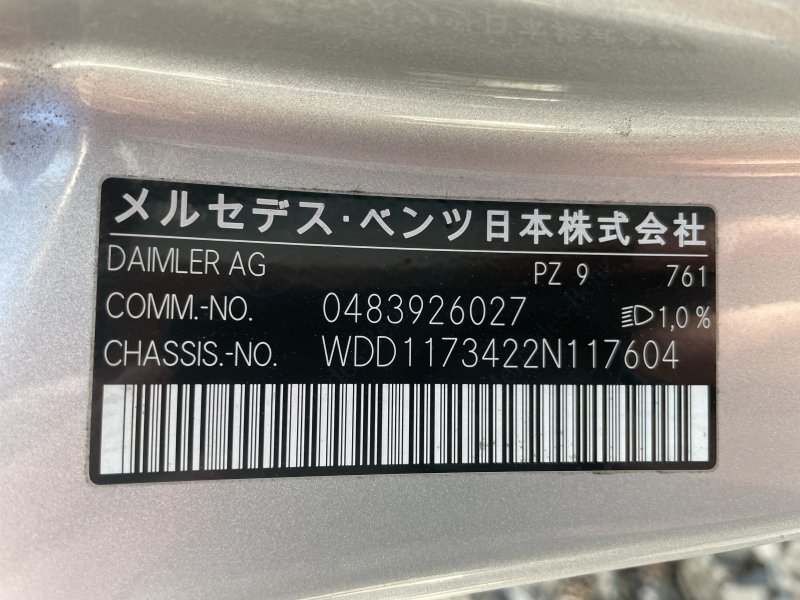 メルセデス・ベンツ日本株式会社
DAIMLER AG PZ 9 761
COMM.-NO. 0483926027 1,0 %
CHASSIS.-NO. WDD1173422N117604